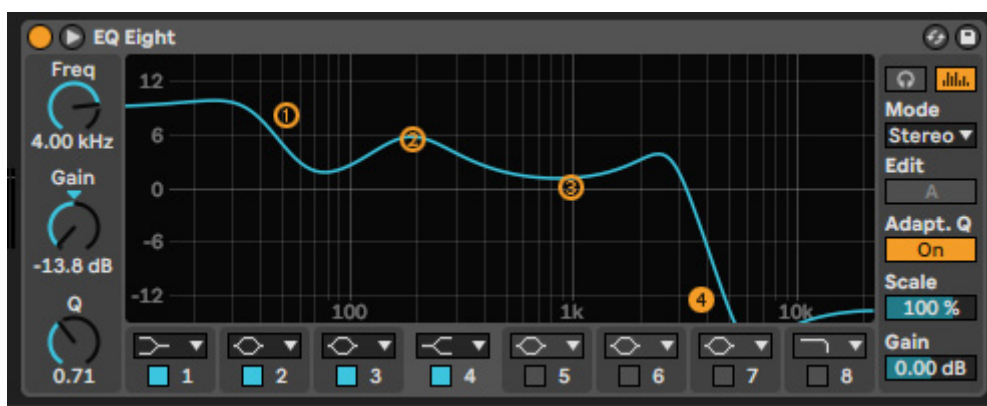 EQ Eight
Freq
4.00 kHz
Gain
-13.8 dB
Q
0.71
12
6
0
-6
-12
100
1k
10k
1
2
3
4
Mode
Stereo
Edit
A
Adapt. Q
On
Scale
100 %
Gain
0.00 dB
1 2 3 4 5 6 7 8